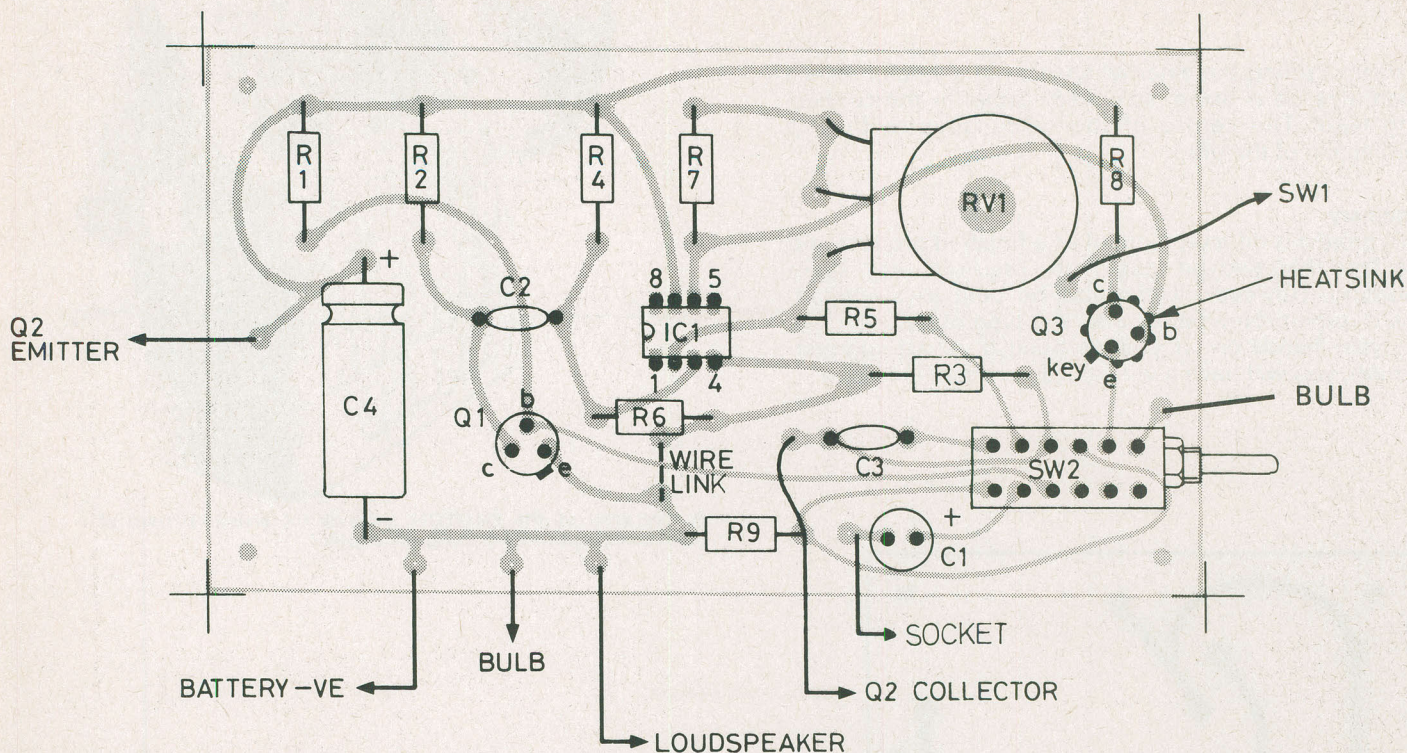 R
1
R
2
R
4
R
7
RV1
R
8
SW1
+
C2
8 5
c
HEATSINK
Q2
EMITTER
IC1
R5
Q3
b
key
e
1 4
R3
C4
Q1
b
R6
BULB
c
e
WIRE
LINK
C3
SW2
−
R9
+
C1
SOCKET
BULB
BATTERY −VE
Q2 COLLECTOR
LOUDSPEAKER